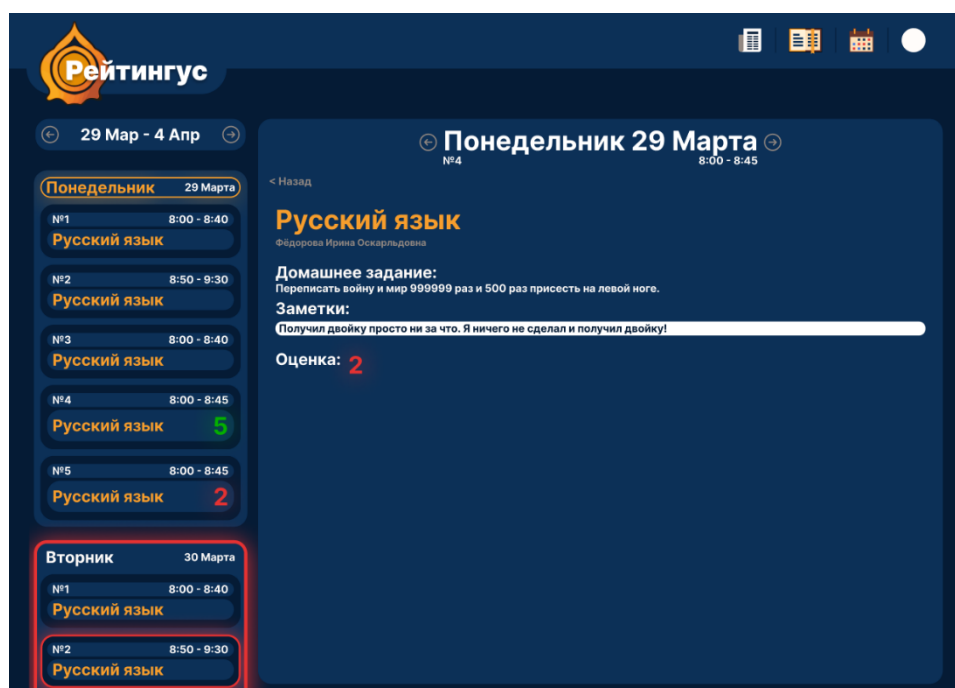 Рейтингус
29 Мар - 4 Апр
Понедельник 29 Марта
№1 8:00 - 8:40
Русский язык
№2 8:50 - 9:30
Русский язык
№3 8:00 - 8:40
Русский язык
№4 8:00 - 8:45
Русский язык 5
№5 8:00 - 8:45
Русский язык 2
Вторник 30 Марта
№1 8:00 - 8:40
Русский язык
№2 8:50 - 9:30
Русский язык
Понедельник 29 Марта
№4 8:00 - 8:45
< Назад
Русский язык
Фёдорова Ирина Оскарльдовна
Домашнее задание:
Переписать войну и мир 999999 раз и 500 раз присесть на левой ноге.
Заметки:
Получил двойку просто ни за что. Я ничего не сделал и получил двойку!
Оценка: 2